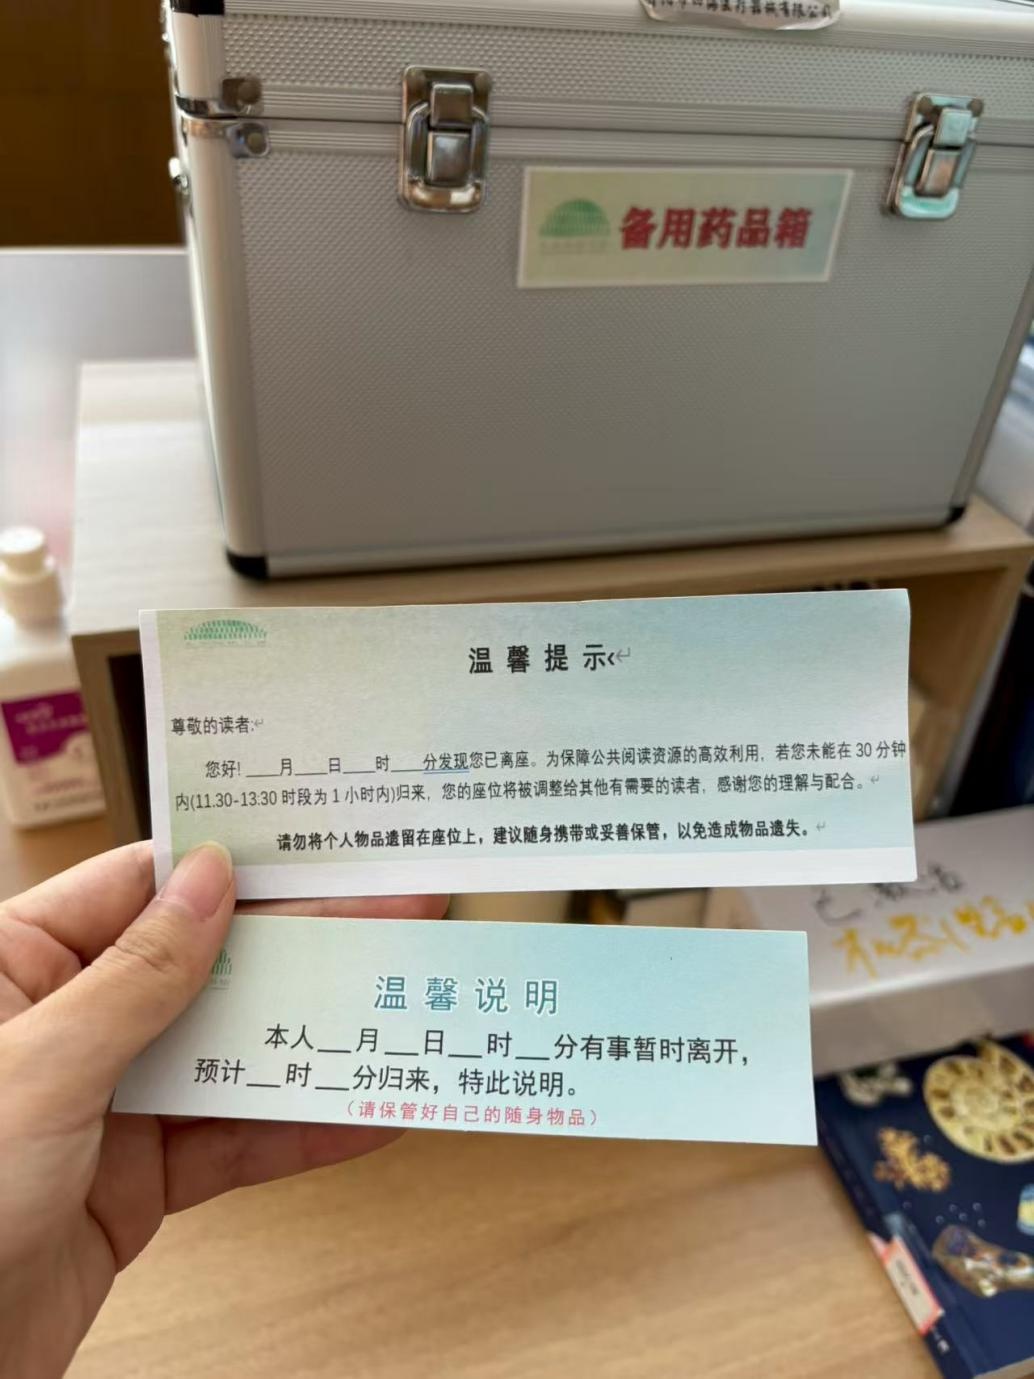 备用药品箱
温馨提示
尊敬的读者:
您好!____月____日____时____分发现您已离座。为保障公共阅读资源的高效利用，若您未能在 30 分钟
内(11.30-13:30 时段为 1 小时内)归来，您的座位将被调整给其他有需要的读者，感谢您的理解与配合。
请勿将个人物品遗留在座位上，建议随身携带或妥善保管，以免造成物品遗失。
温馨说明
本人__月__日__时__分有事暂时离开，
预计__时__分归来，特此说明。
（请保管好自己的随身物品）